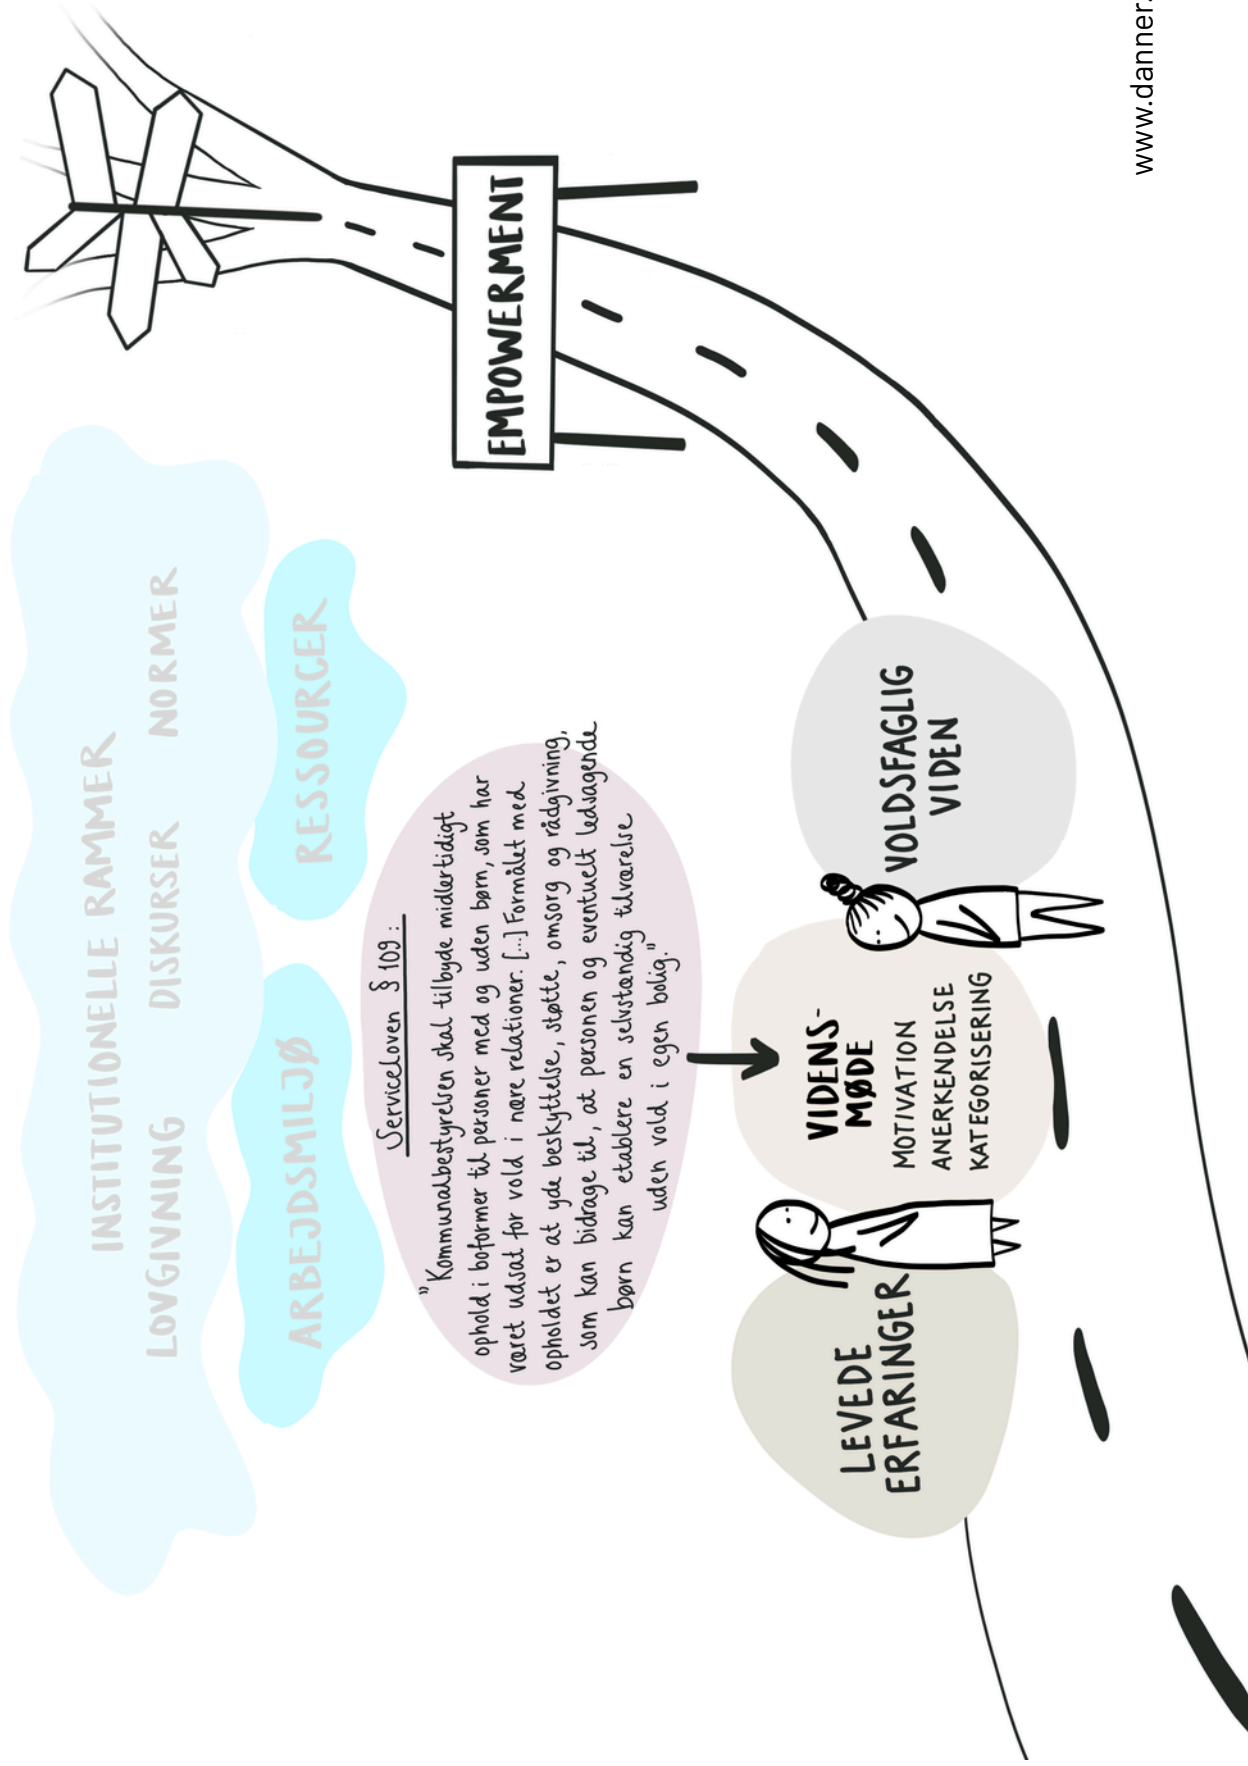 INSTITUTIONELLE RAMMER
LOVGIVNING DISKURSER NORMER
ARBEJDSMILJØ
RESSOURCER
Serviceloven § 109:
"Kommunalbestyrelsen skal tilbyde midlertidigt
ophold i boformer til personer med og uden børn, som har
været udsat for vold i nære relationer. [...] Formålet med
opholdet er at yde beskyttelse, støtte, omsorg og rådgivning,
som kan bidrage til, at personen og eventuelt ledsagende
børn kan etablere en selvstændig tilværelse
uden vold i egen bolig."
EMPOWERMENT
LEVEDE
ERFARINGER
VIDENS-
MØDE
MOTIVATION
ANERKENDELSE
KATEGORISERING
VOLDSFAGLIG
VIDEN
www.danner.